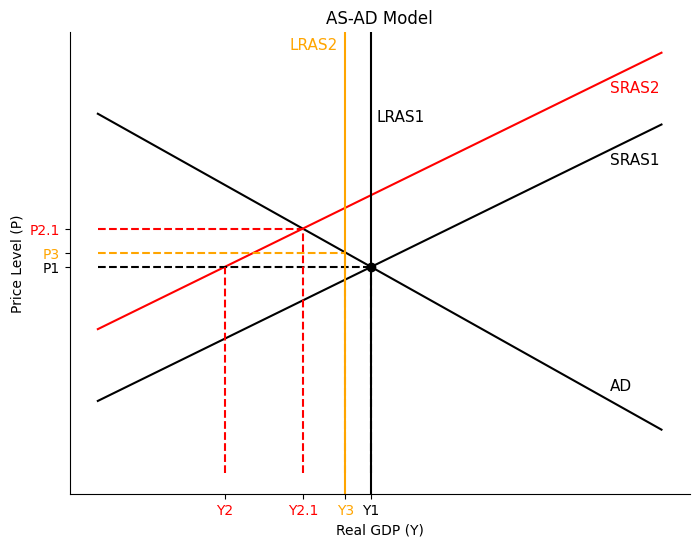 AS-AD Model
LRAS2
LRAS1
SRAS2
SRAS1
AD
Price Level (P)
P2.1
P3
P1
Y2
Y2.1
Y3
Y1
Real GDP (Y)